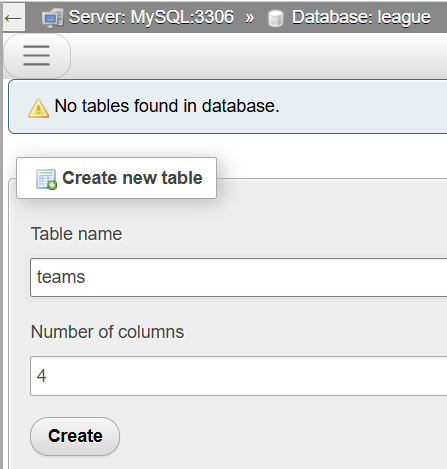 ← Server: MySQL:3306 » Database: league
No tables found in database.
Create new table
Table name
teams
Number of columns
4
Create